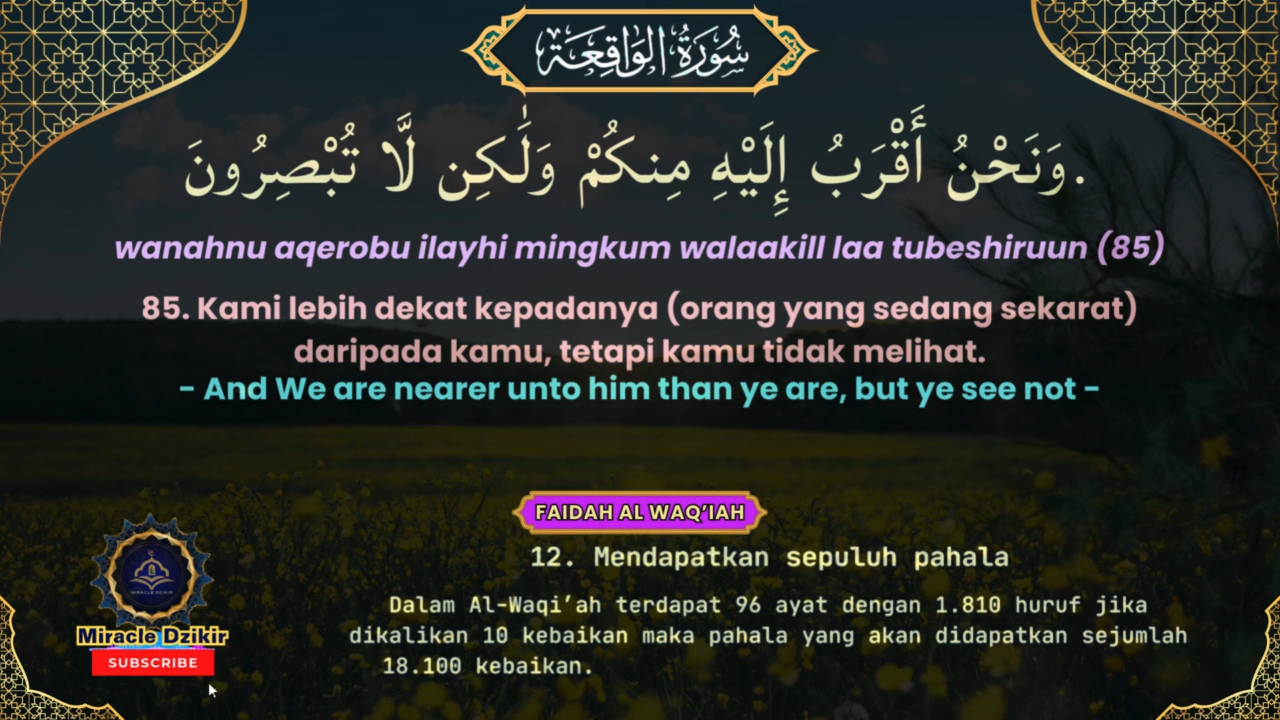 سُورَةُ الوَاقِعَة
وَنَحْنُ أَقْرَبُ إِلَيْهِ مِنكُمْ وَلَٰكِن لَّا تُبْصِرُونَ.
wanahnu aqerobu ilayhi mingkum walaakill laa tubeshiruun (85)
85. Kami lebih dekat kepadanya (orang yang sedang sekarat)
daripada kamu, tetapi kamu tidak melihat.
- And We are nearer unto him than ye are, but ye see not -
FAIDAH AL WAQ’IAH
12. Mendapatkan sepuluh pahala
Dalam Al-Waqi’ah terdapat 96 ayat dengan 1.810 huruf jika
dikalikan 10 kebaikan maka pahala yang akan didapatkan sejumlah
18.100 kebaikan.
MIRACLE DZIKIR
Miracle Dzikir
SUBSCRIBE